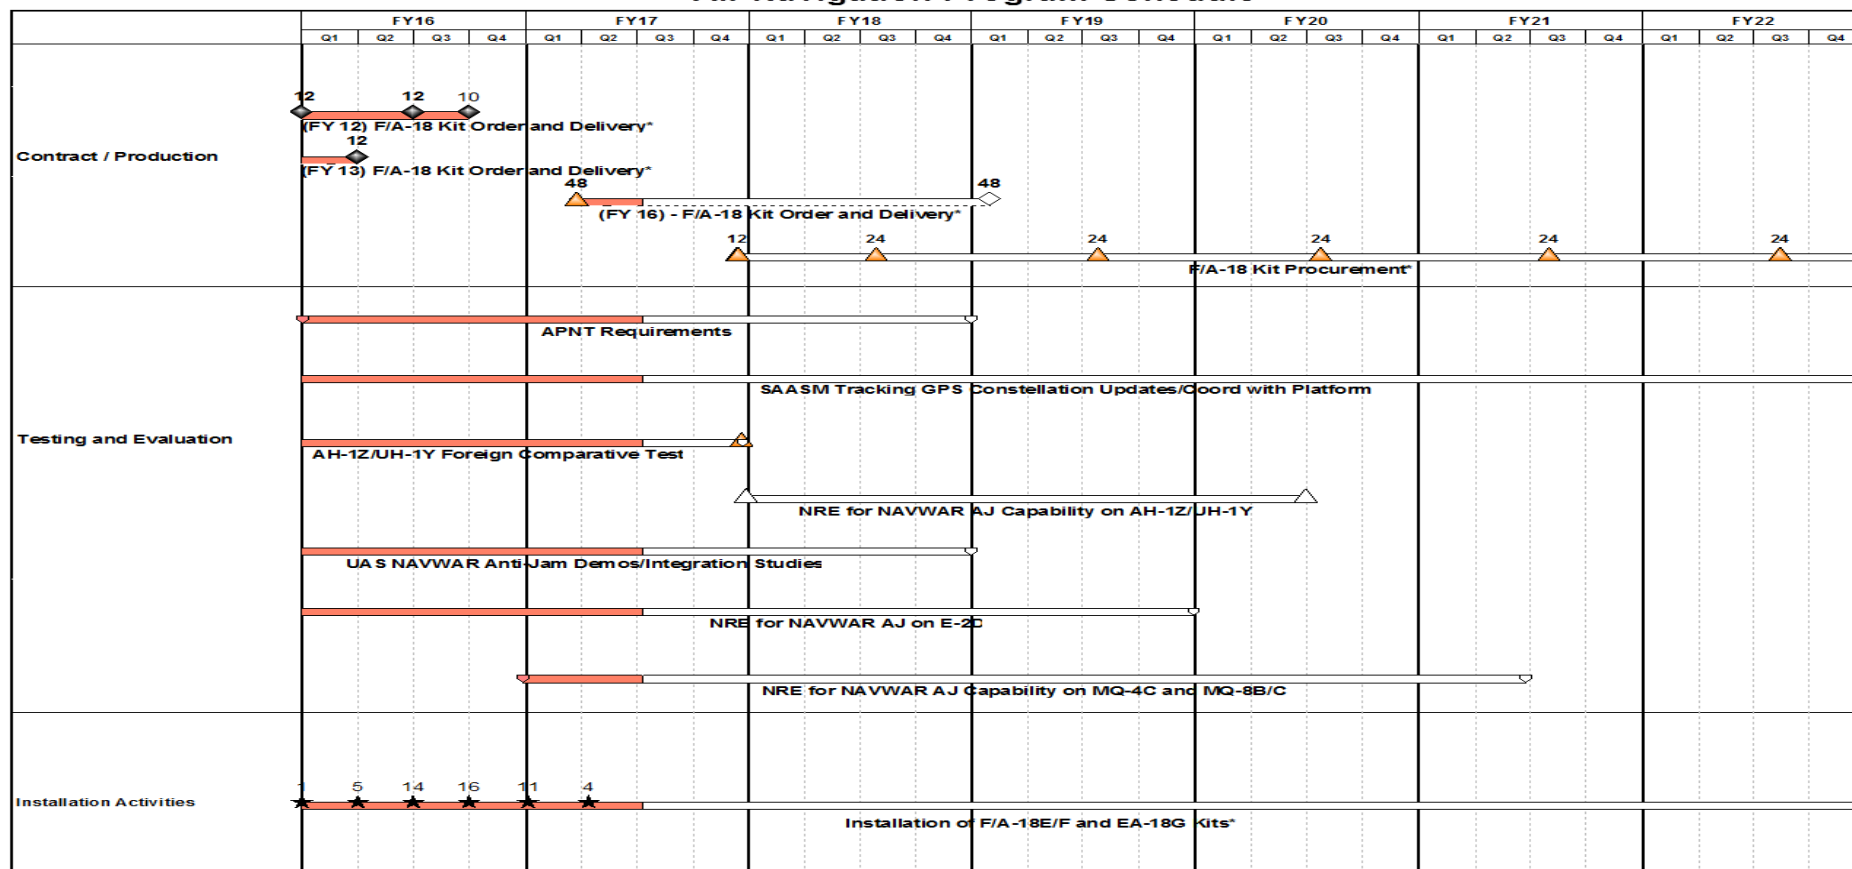 Air Navigation Program Schedule
FY16 FY17 FY18 FY19 FY20 FY21 FY22
Q1 Q2 Q3 Q4 Q1 Q2 Q3 Q4 Q1 Q2 Q3 Q4 Q1 Q2 Q3 Q4 Q1 Q2 Q3 Q4 Q1 Q2 Q3 Q4 Q1 Q2 Q3 Q4
12 12 10
(FY 12) F/A-18 Kit Order and Delivery*
12
Contract / Production
(FY 13) F/A-18 Kit Order and Delivery*
48 48
(FY 16) - F/A-18 Kit Order and Delivery*
12 24 24 24 24 24
F/A-18 Kit Procurement*
APNT Requirements
SAASM Tracking GPS Constellation Updates/Coord with Platform
Testing and Evaluation
AH-1Z/UH-1Y Foreign Comparative Test
NRE for NAVWAR AJ Capability on AH-1Z/UH-1Y
UAS NAVWAR Anti-Jam Demos/Integration Studies
NRE for NAVWAR AJ on E-2D
NRE for NAVWAR AJ Capability on MQ-4C and MQ-8B/C
1 5 14 16 11 4
Installation Activities
Installation of F/A-18E/F and EA-18G Kits*